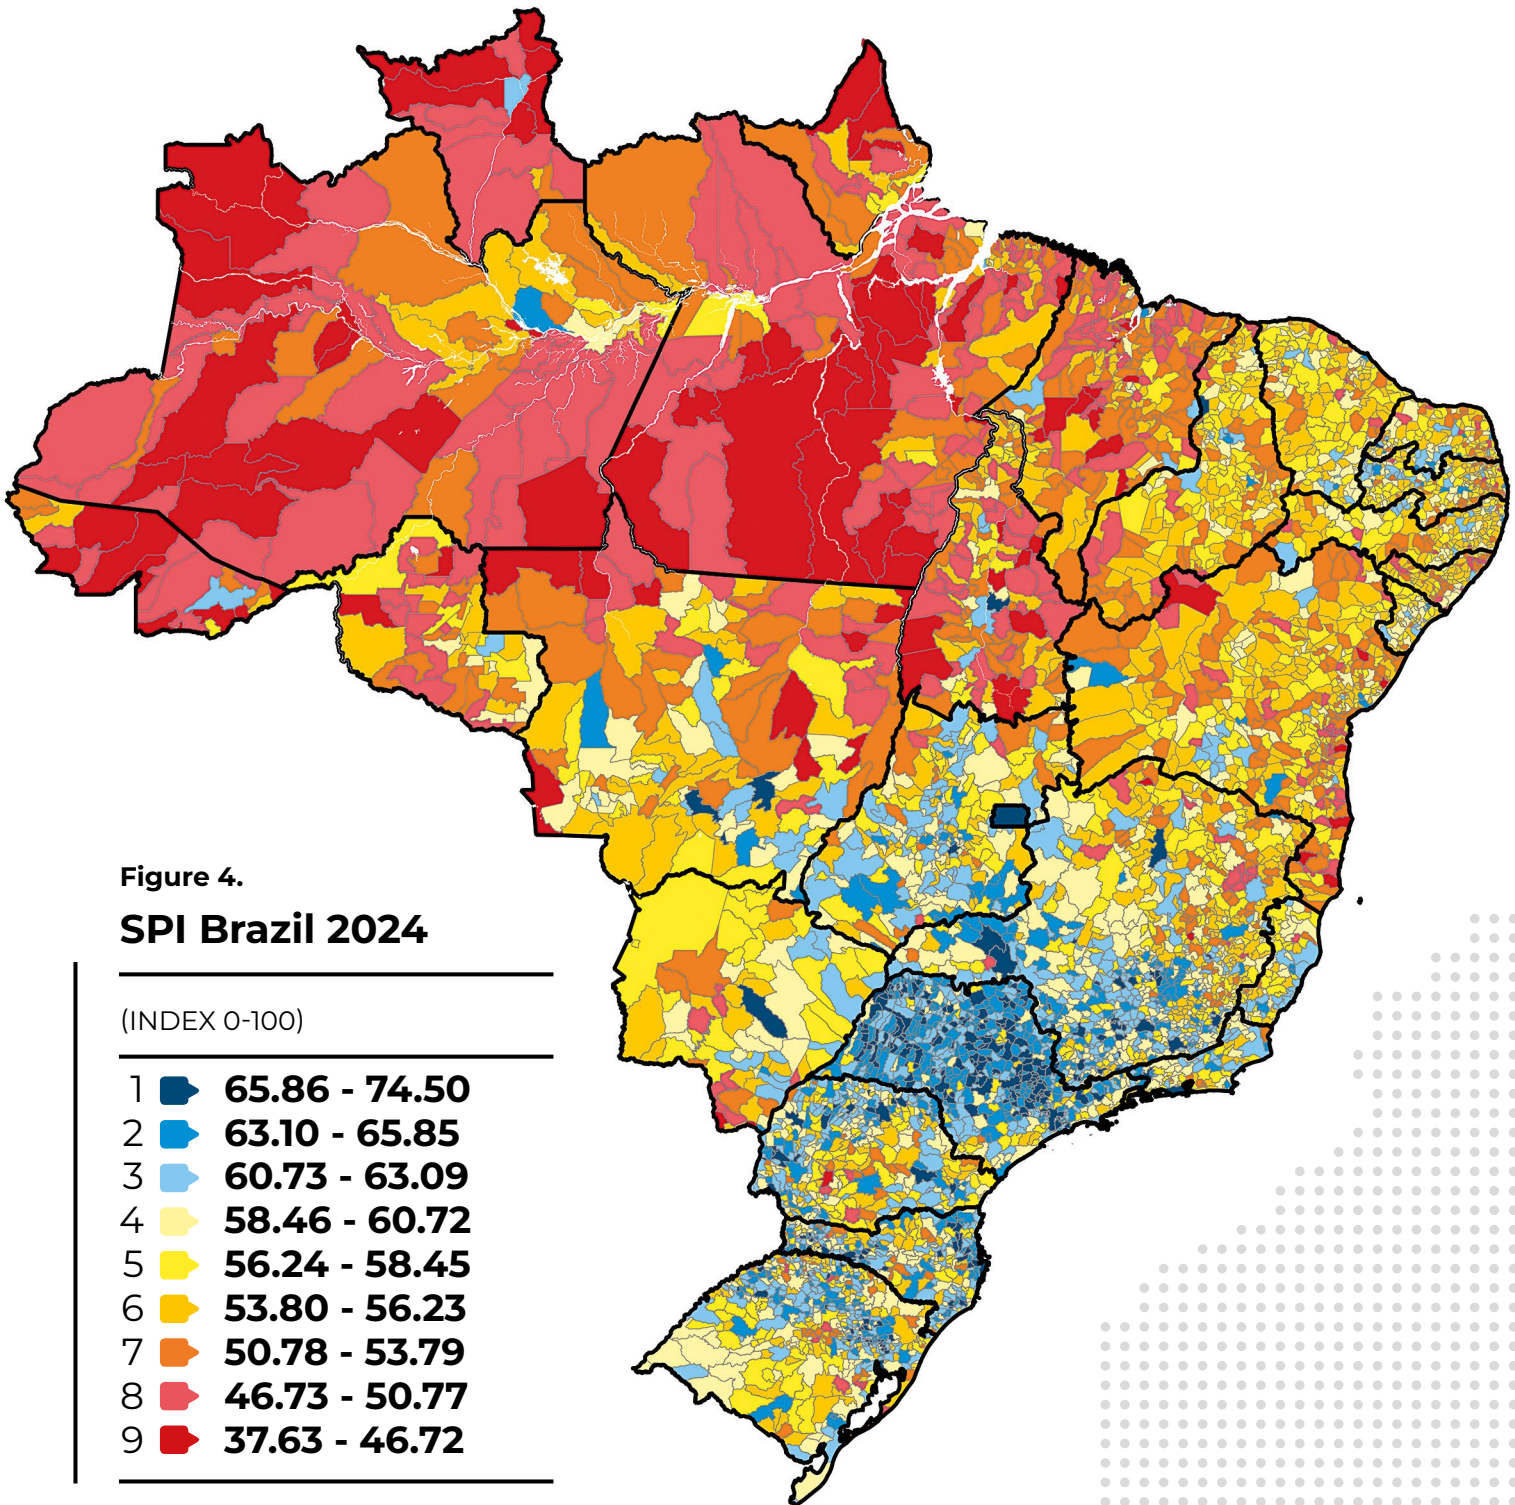 Figure 4.
SPI Brazil 2024
(INDEX 0-100)
1 65.86 - 74.50
2 63.10 - 65.85
3 60.73 - 63.09
4 58.46 - 60.72
5 56.24 - 58.45
6 53.80 - 56.23
7 50.78 - 53.79
8 46.73 - 50.77
9 37.63 - 46.72